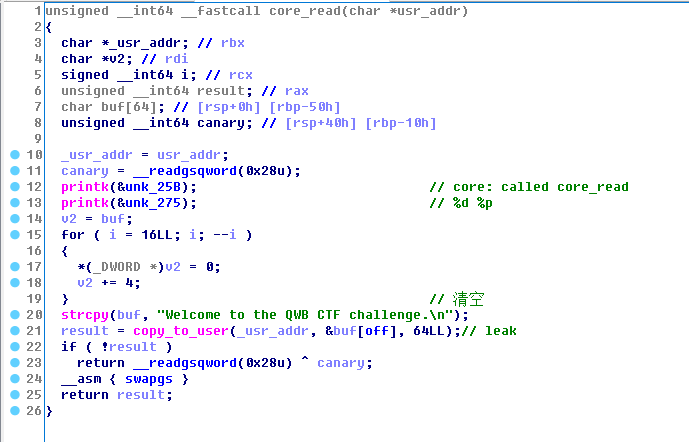 1 unsigned __int64 __fastcall core_read(char *usr_addr)
2 {
3 char *_usr_addr; // rbx
4 char *v2; // rdi
5 signed __int64 i; // rcx
6 unsigned __int64 result; // rax
7 char buf[64]; // [rsp+0h] [rbp-50h]
8 unsigned __int64 canary; // [rsp+40h] [rbp-10h]
9
10 _usr_addr = usr_addr;
11 canary = __readgsqword(0x28u);
12 printk(&unk_25B); // core: called core_read
13 printk(&unk_275); // %d %p
14 v2 = buf;
15 for ( i = 16LL; i; --i )
16 {
17 *(_DWORD *)v2 = 0;
18 v2 += 4;
19 } // 清空
20 strcpy(buf, "Welcome to the QWB CTF challenge.\n");
21 result = copy_to_user(_usr_addr, &buf[off], 64LL);// leak
22 if ( !result )
23 return __readgsqword(0x28u) ^ canary;
24 __asm { swapgs }
25 return result;
26 }